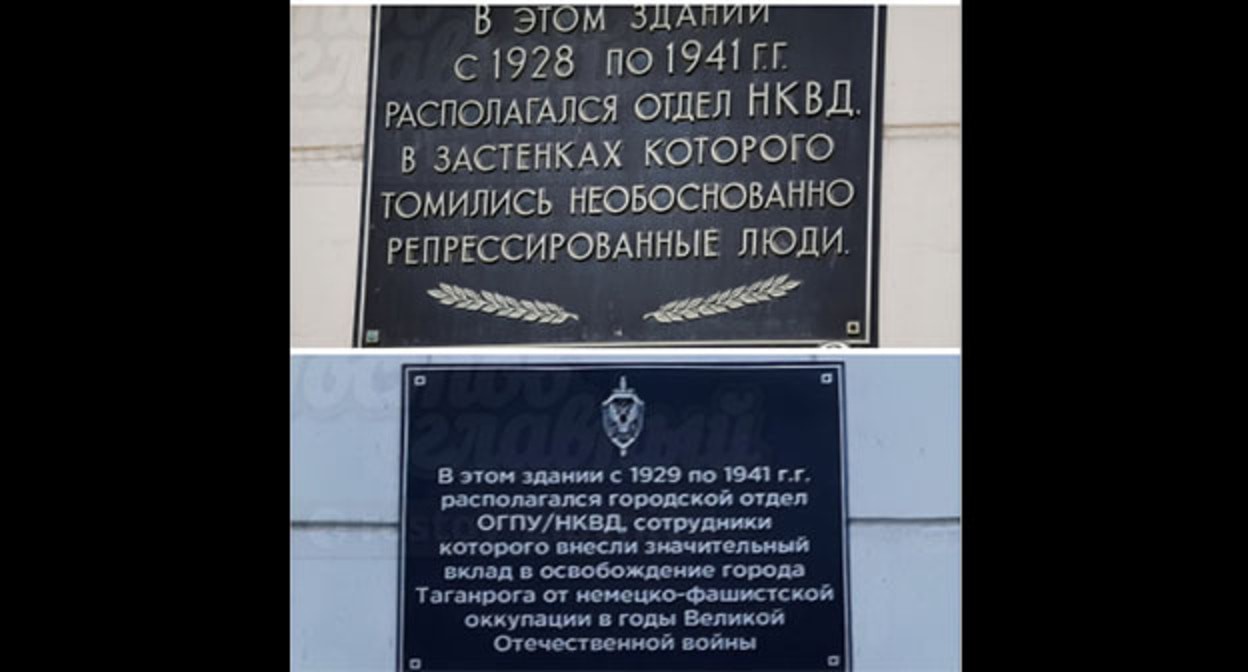 В ЭТОМ ЗДАНИИ
С 1928 ПО 1941 Г.Г.
РАСПОЛАГАЛСЯ ОТДЕЛ НКВД.
В ЗАСТЕНКАХ КОТОРОГО
ТОМИЛИСЬ НЕОБОСНОВАННО
РЕПРЕССИРОВАННЫЕ ЛЮДИ.
В этом здании с 1929 по 1941 г.г.
располагался городской отдел
ОГПУ/НКВД, сотрудники
которого внесли значительный
вклад в освобождение города
Таганрога от немецко-фашистской
оккупации в годы Великой
Отечественной войны